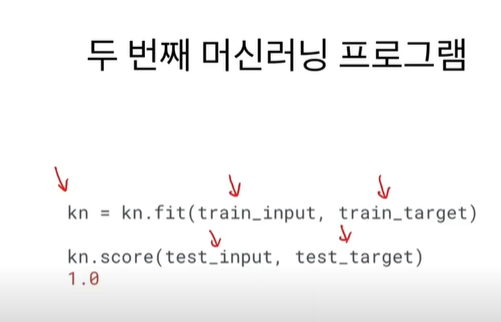 두 번째 머신러닝 프로그램
kn = kn.fit(train_input, train_target)
kn.score(test_input, test_target)
1.0